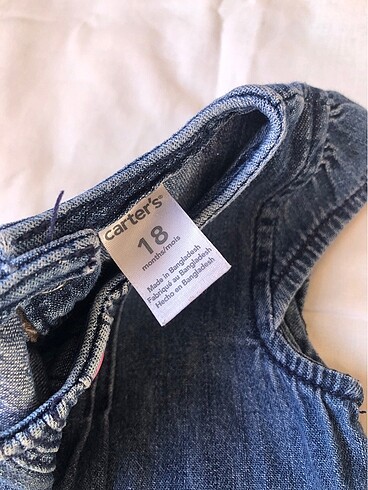 carter's
18
months/mois
Made in Bangladesh
Fabriqué au Bangladesh
Hecho en Bangladesh